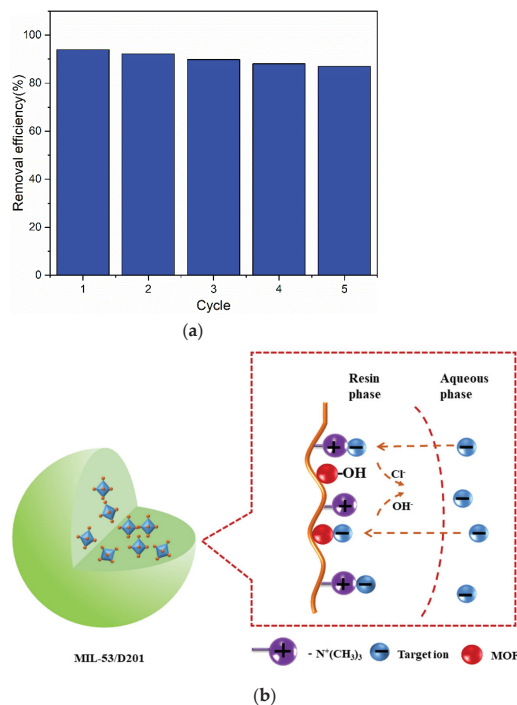 100
80
60
40
20
0
Removal efficiency(%)
1 2 3 4 5
Cycle
(a)
Resin phase
Aqueous phase
+ − −
-OH
Cl-
−
+
OH-
− −
+ −
−
MIL-53/D201
+ - N+(CH3)3 − Target ion MOF
(b)